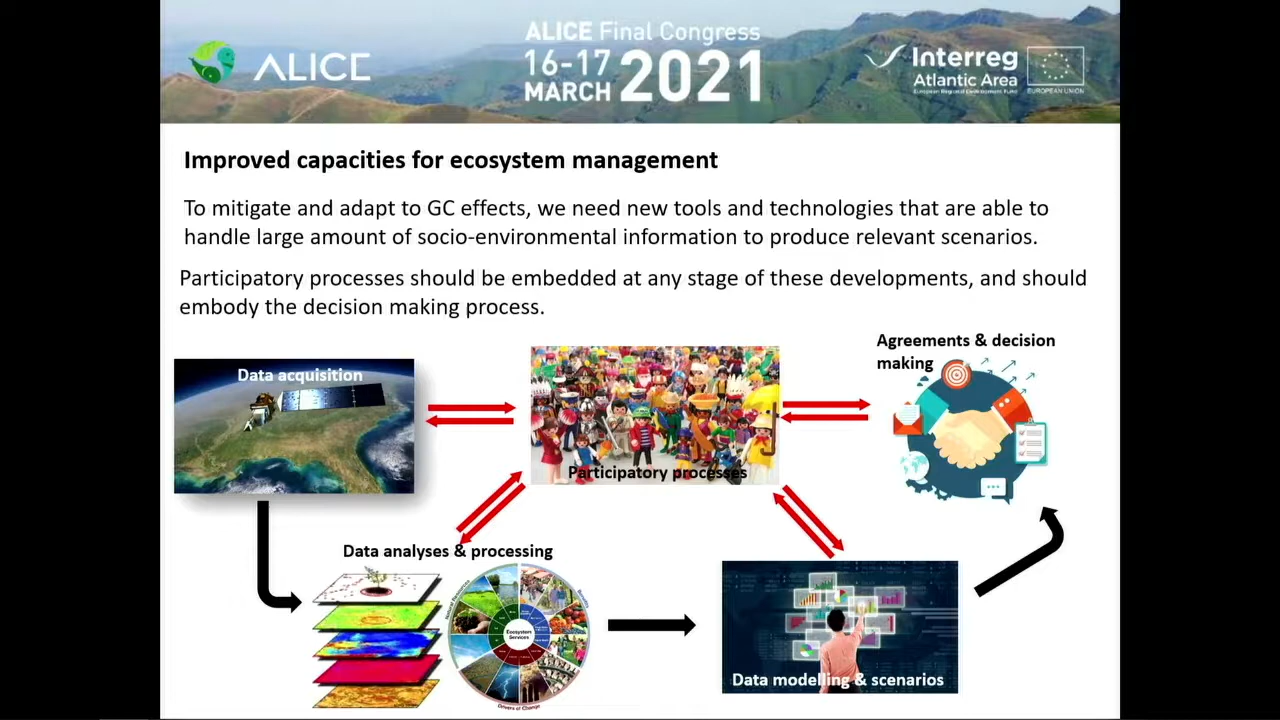 ALICE
ALICE Final Congress
16-17
MARCH 2021
Interreg
Atlantic Area
European Regional Development Fund
EUROPEAN UNION
Improved capacities for ecosystem management
To mitigate and adapt to GC effects, we need new tools and technologies that are able to
handle large amount of socio-environmental information to produce relevant scenarios.
Participatory processes should be embedded at any stage of these developments, and should
embody the decision making process.
Data acquisition
Participatory processes
Agreements & decision
making
Data analyses & processing
Ecosystem
Services
Drivers of Change
Data modelling & scenarios